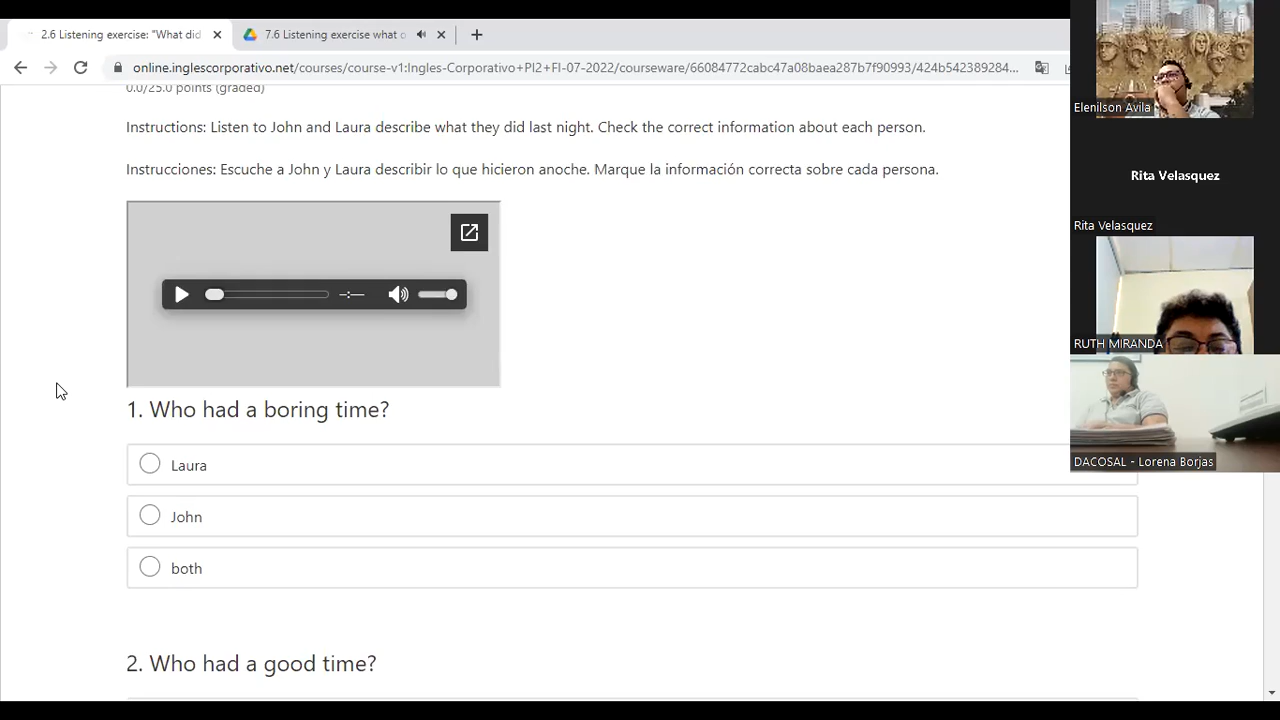 2.6 Listening exercise: "What did
7.6 Listening exercise what o
online.inglescorporativo.net/courses/course-v1:Ingles-Corporativo+PI2+FI-07-2022/courseware/66084772cabc47a08baea287b7f90993/424b542389284...
0.0/25.0 points (graded)
Instructions: Listen to John and Laura describe what they did last night. Check the correct information about each person.
Instrucciones: Escuche a John y Laura describir lo que hicieron anoche. Marque la información correcta sobre cada persona.
-:--
1. Who had a boring time?
Laura
John
both
2. Who had a good time?
Elenilson Avila
Rita Velasquez
Rita Velasquez
RUTH MIRANDA
DACOSAL - Lorena Borjas